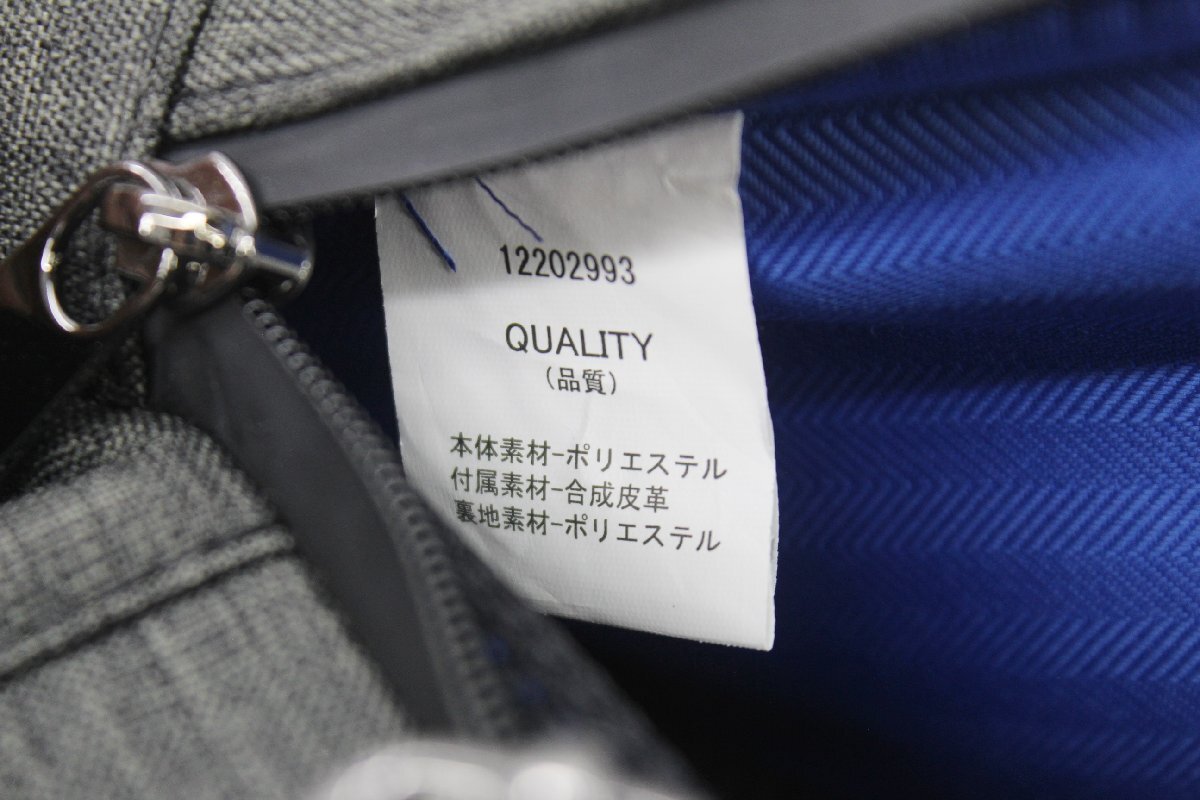 12202993
QUALITY
(品質)
本体素材-ポリエステル
付属素材-合成皮革
裏地素材-ポリエステル